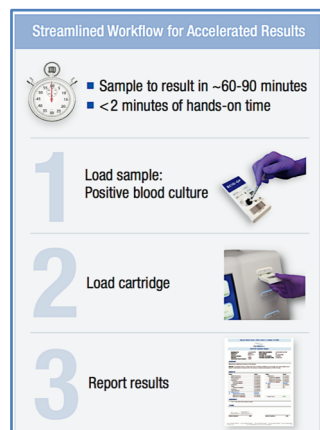 Streamlined Workflow for Accelerated Results
■ Sample to result in ~60-90 minutes
■ <2 minutes of hands-on time
1
Load sample:
Positive blood culture
2
Load cartridge
3
Report results